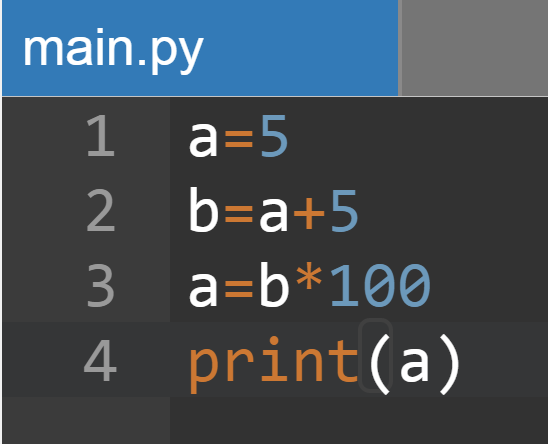 main.py
1 a=5
2 b=a+5
3 a=b*100
4 print(a)